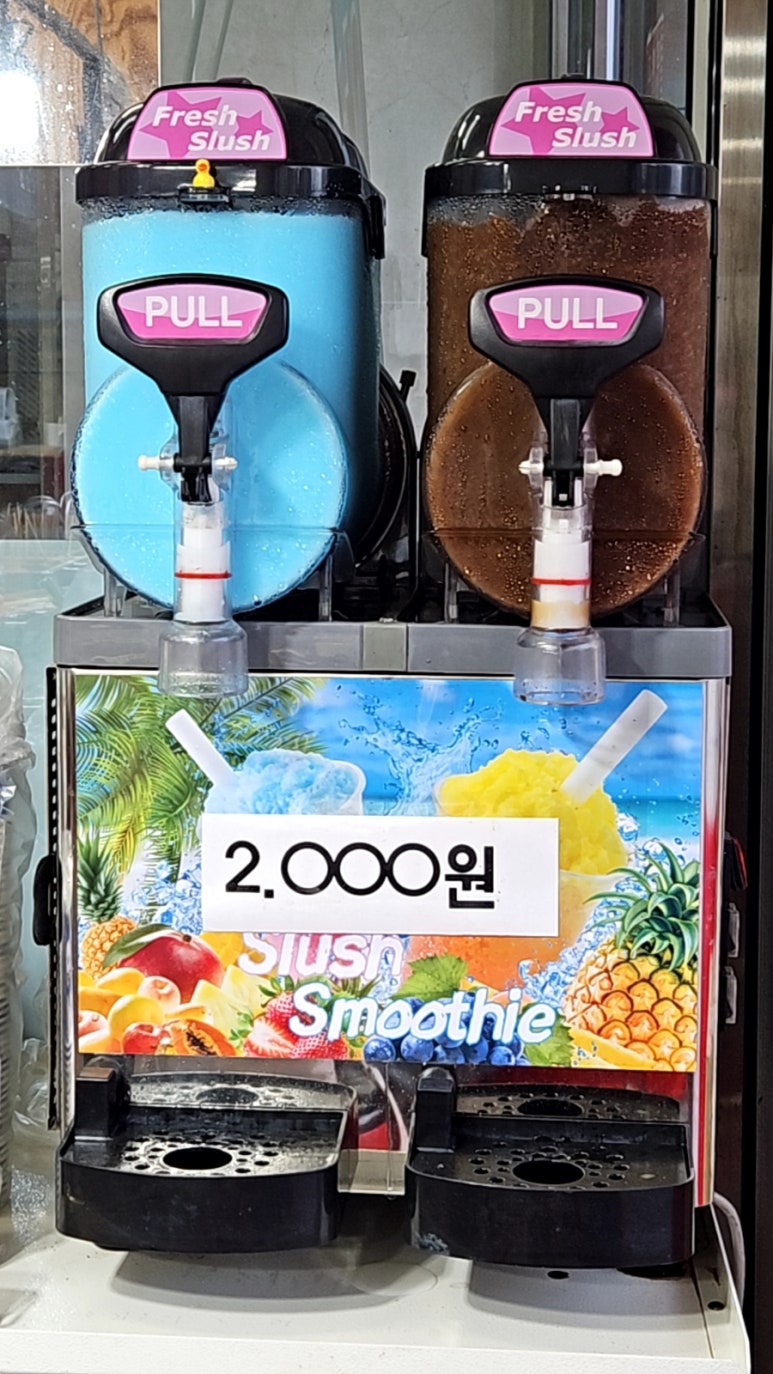 Fresh
Slush
Fresh
Slush
PULL
PULL
2.000원
Slush
Smoothie